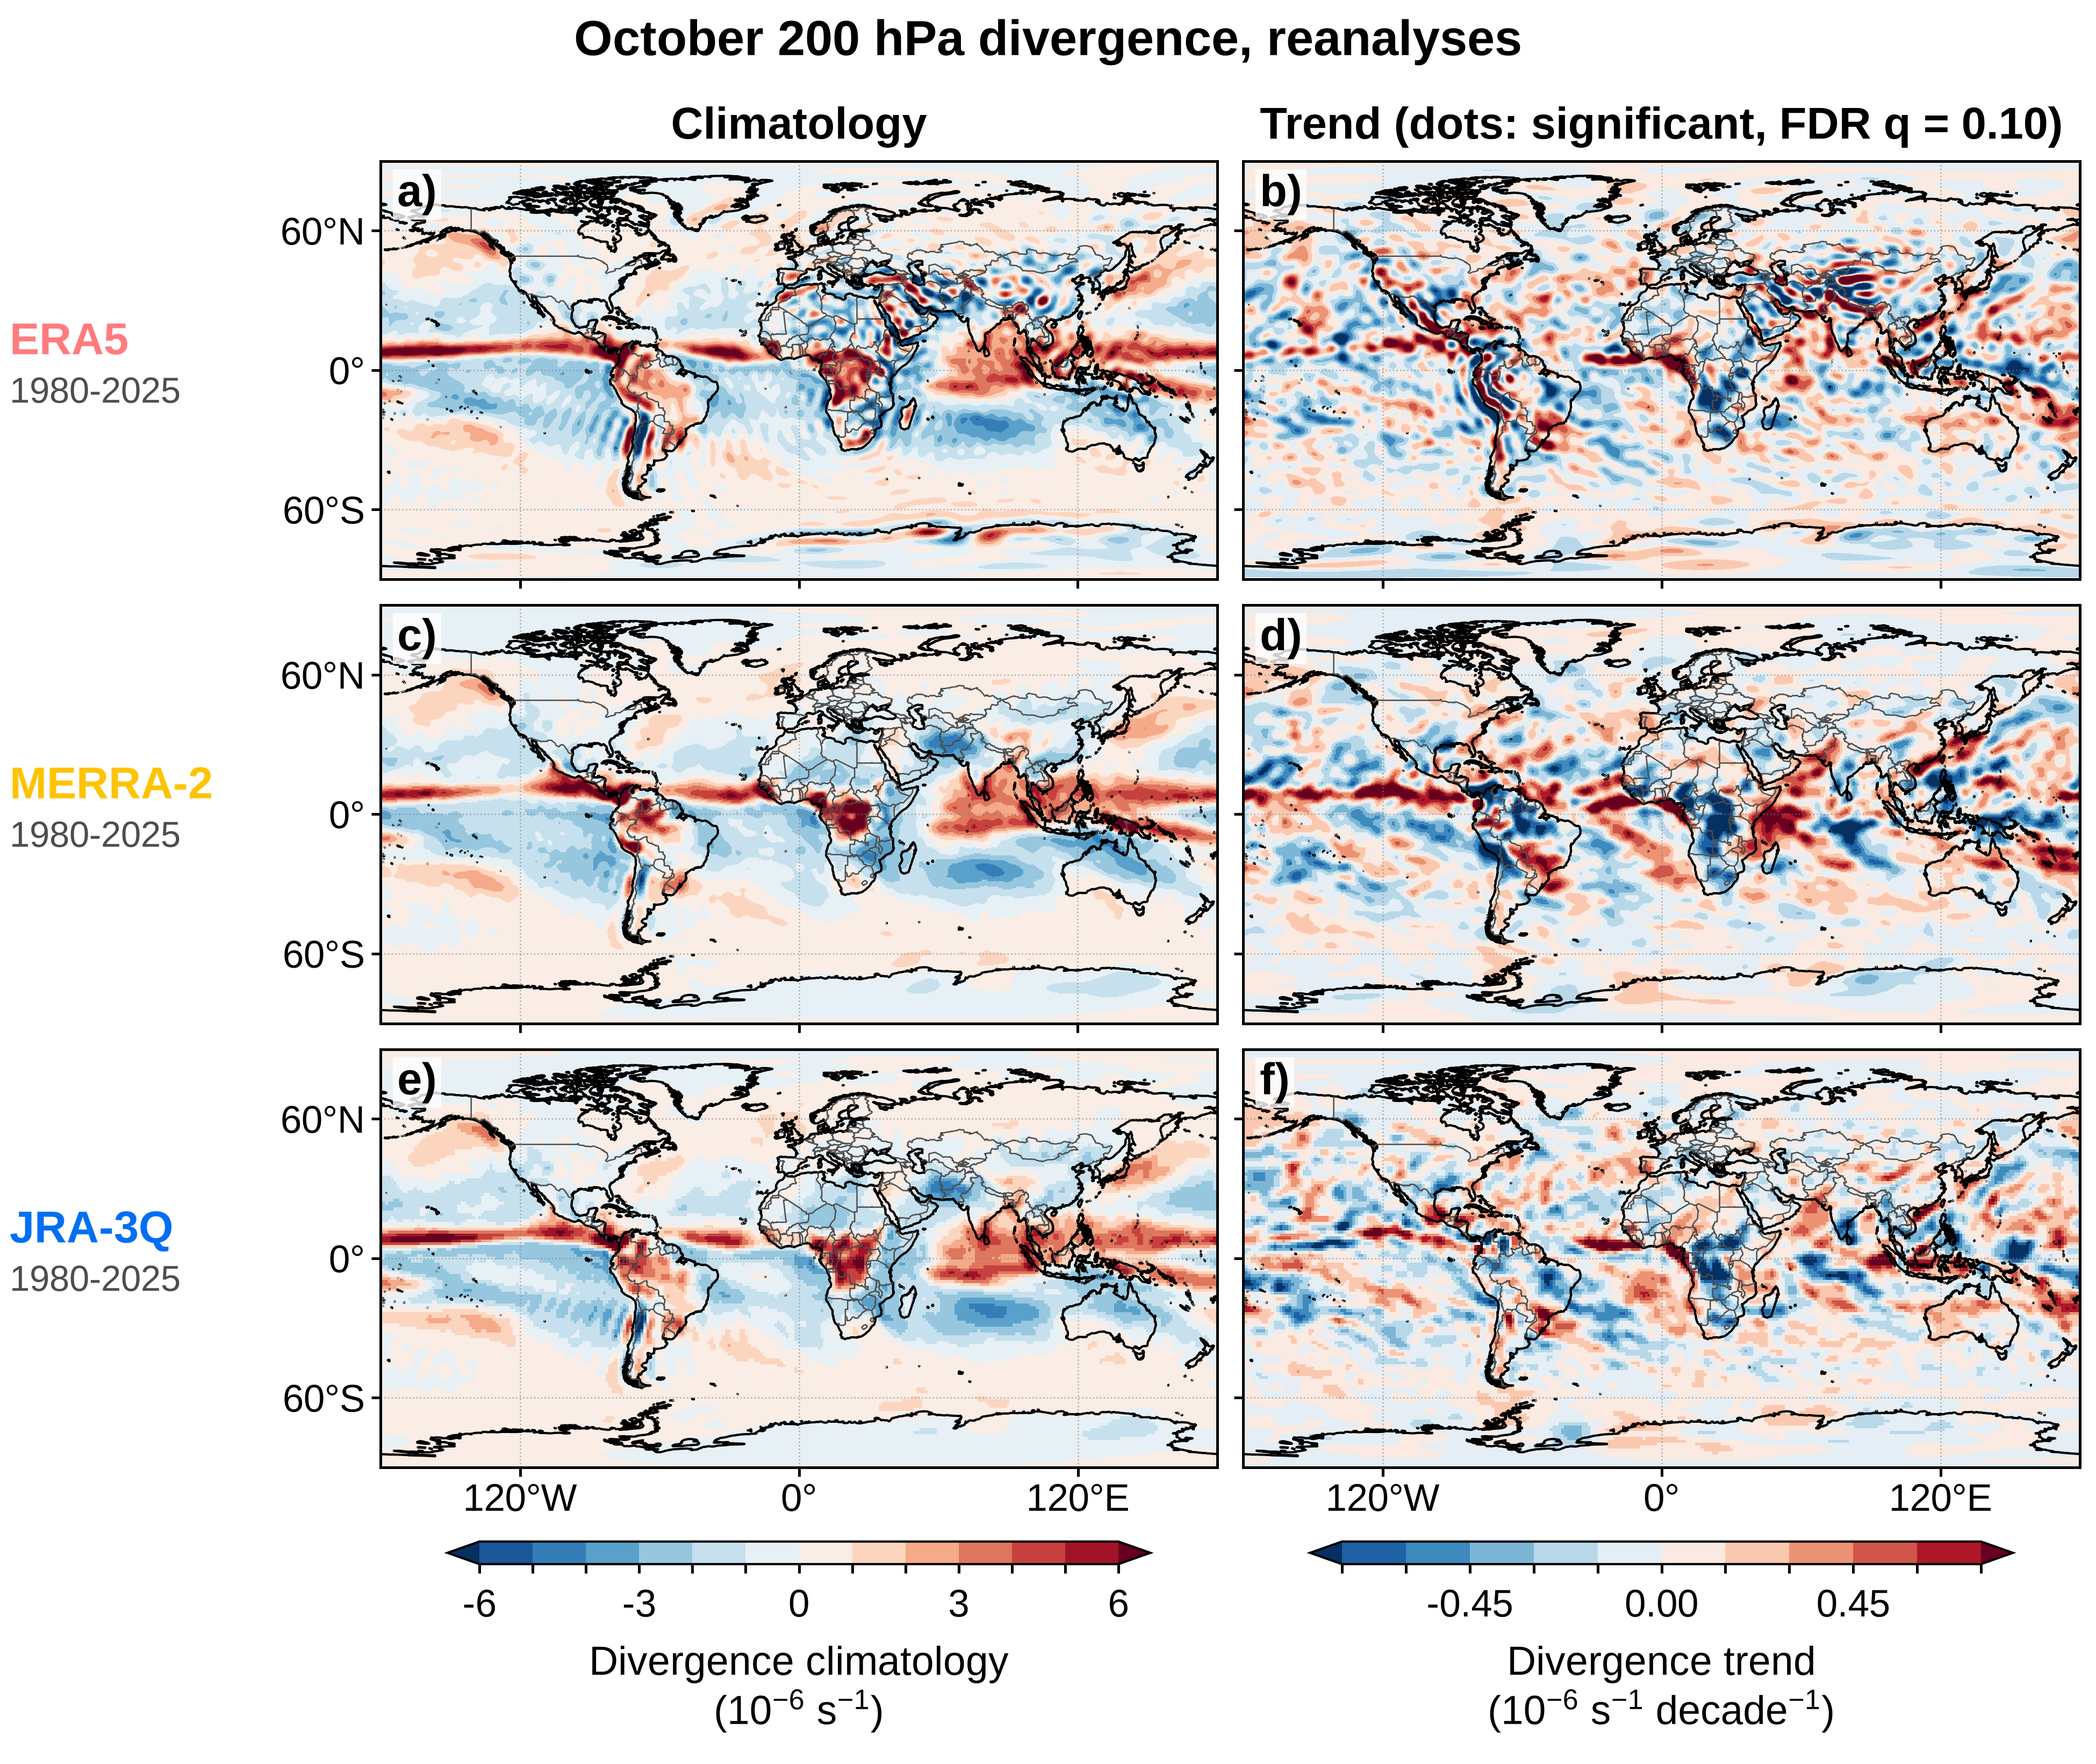 October 200 hPa divergence, reanalyses
Climatology
Trend (dots: significant, FDR q = 0.10)
ERA5
1980-2025
a)
b)
60°N
0°
60°S
MERRA-2
1980-2025
c)
d)
60°N
0°
60°S
JRA-3Q
1980-2025
e)
f)
60°N
0°
60°S
120°W 0° 120°E
120°W 0° 120°E
-6 -3 0 3 6
Divergence climatology
(10⁻⁶ s⁻¹)
-0.45 0.00 0.45
Divergence trend
(10⁻⁶ s⁻¹ decade⁻¹)